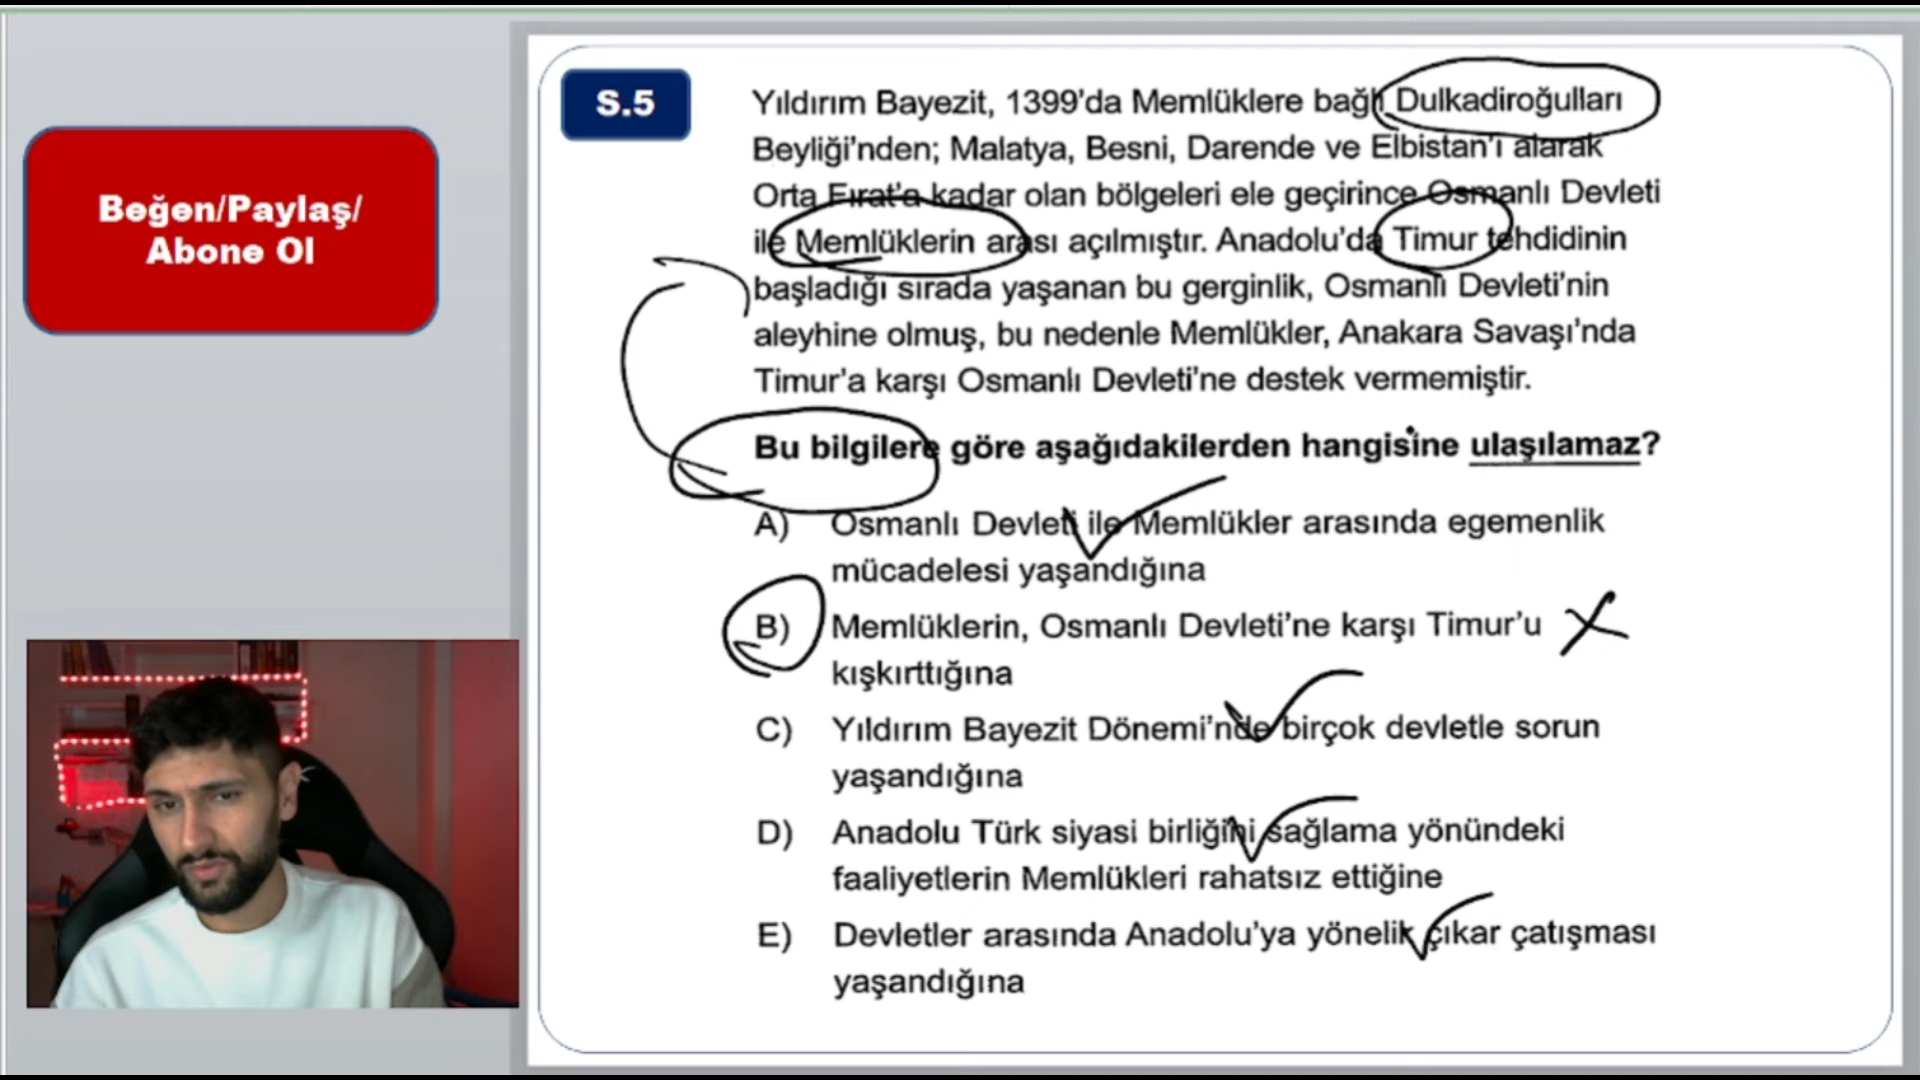 Beğen/Paylaş/
Abone Ol
S.5
Yıldırım Bayezit, 1399'da Memlüklere bağlı Dulkadiroğulları
Beyliği'nden; Malatya, Besni, Darende ve Elbistan'ı alarak
Orta Fırat'a kadar olan bölgeleri ele geçirince Osmanlı Devleti
ile Memlüklerin arası açılmıştır. Anadolu'da Timur tehdidinin
başladığı sırada yaşanan bu gerginlik, Osmanlı Devleti'nin
aleyhine olmuş, bu nedenle Memlükler, Anakara Savaşı'nda
Timur'a karşı Osmanlı Devleti'ne destek vermemiştir.
Bu bilgilere göre aşağıdakilerden hangisine ulaşılamaz?
A) Osmanlı Devleti ile Memlükler arasında egemenlik
mücadelesi yaşandığına
B) Memlüklerin, Osmanlı Devleti'ne karşı Timur'u
kışkırttığına
C) Yıldırım Bayezit Dönemi'nde birçok devletle sorun
yaşandığına
D) Anadolu Türk siyasi birliğini sağlama yönündeki
faaliyetlerin Memlükleri rahatsız ettiğine
E) Devletler arasında Anadolu'ya yönelik çıkar çatışması
yaşandığına